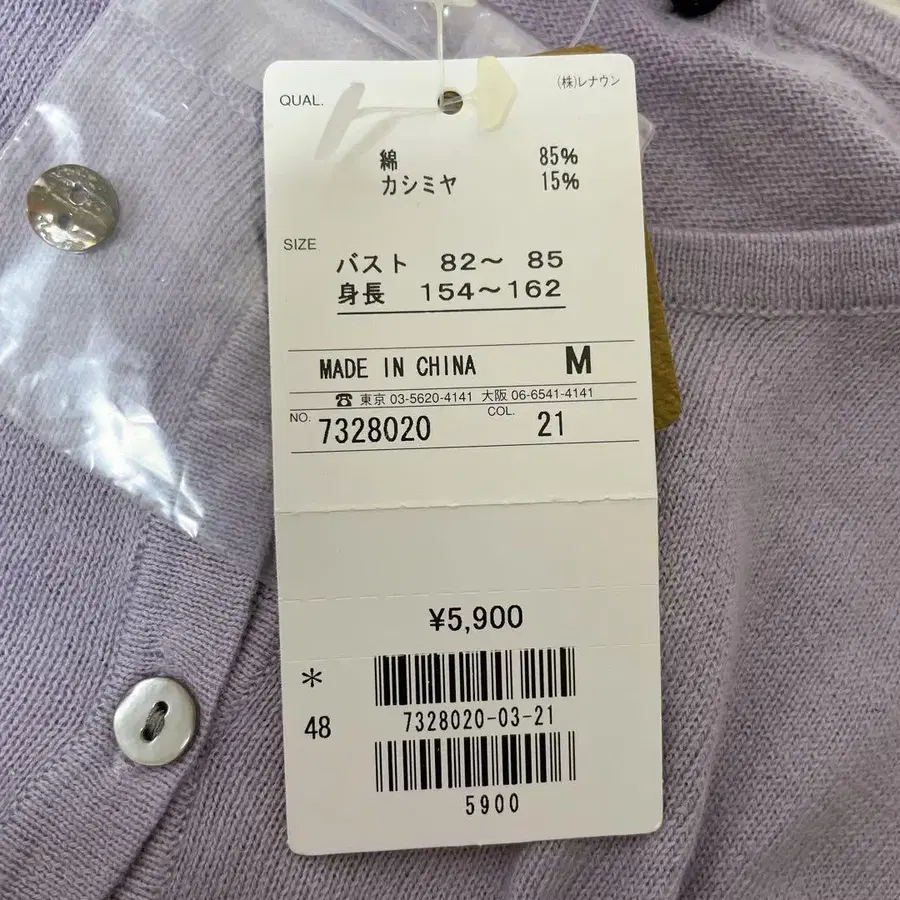 QUAL.
(株)レナウン
綿 85%
カシミヤ 15%
SIZE
バスト 82～ 85
身長 154～162
MADE IN CHINA M
☎ 東京 03-5620-4141 大阪 06-6541-4141
NO. 7328020 COL. 21
¥5,900
*
48
7328020-03-21
5900